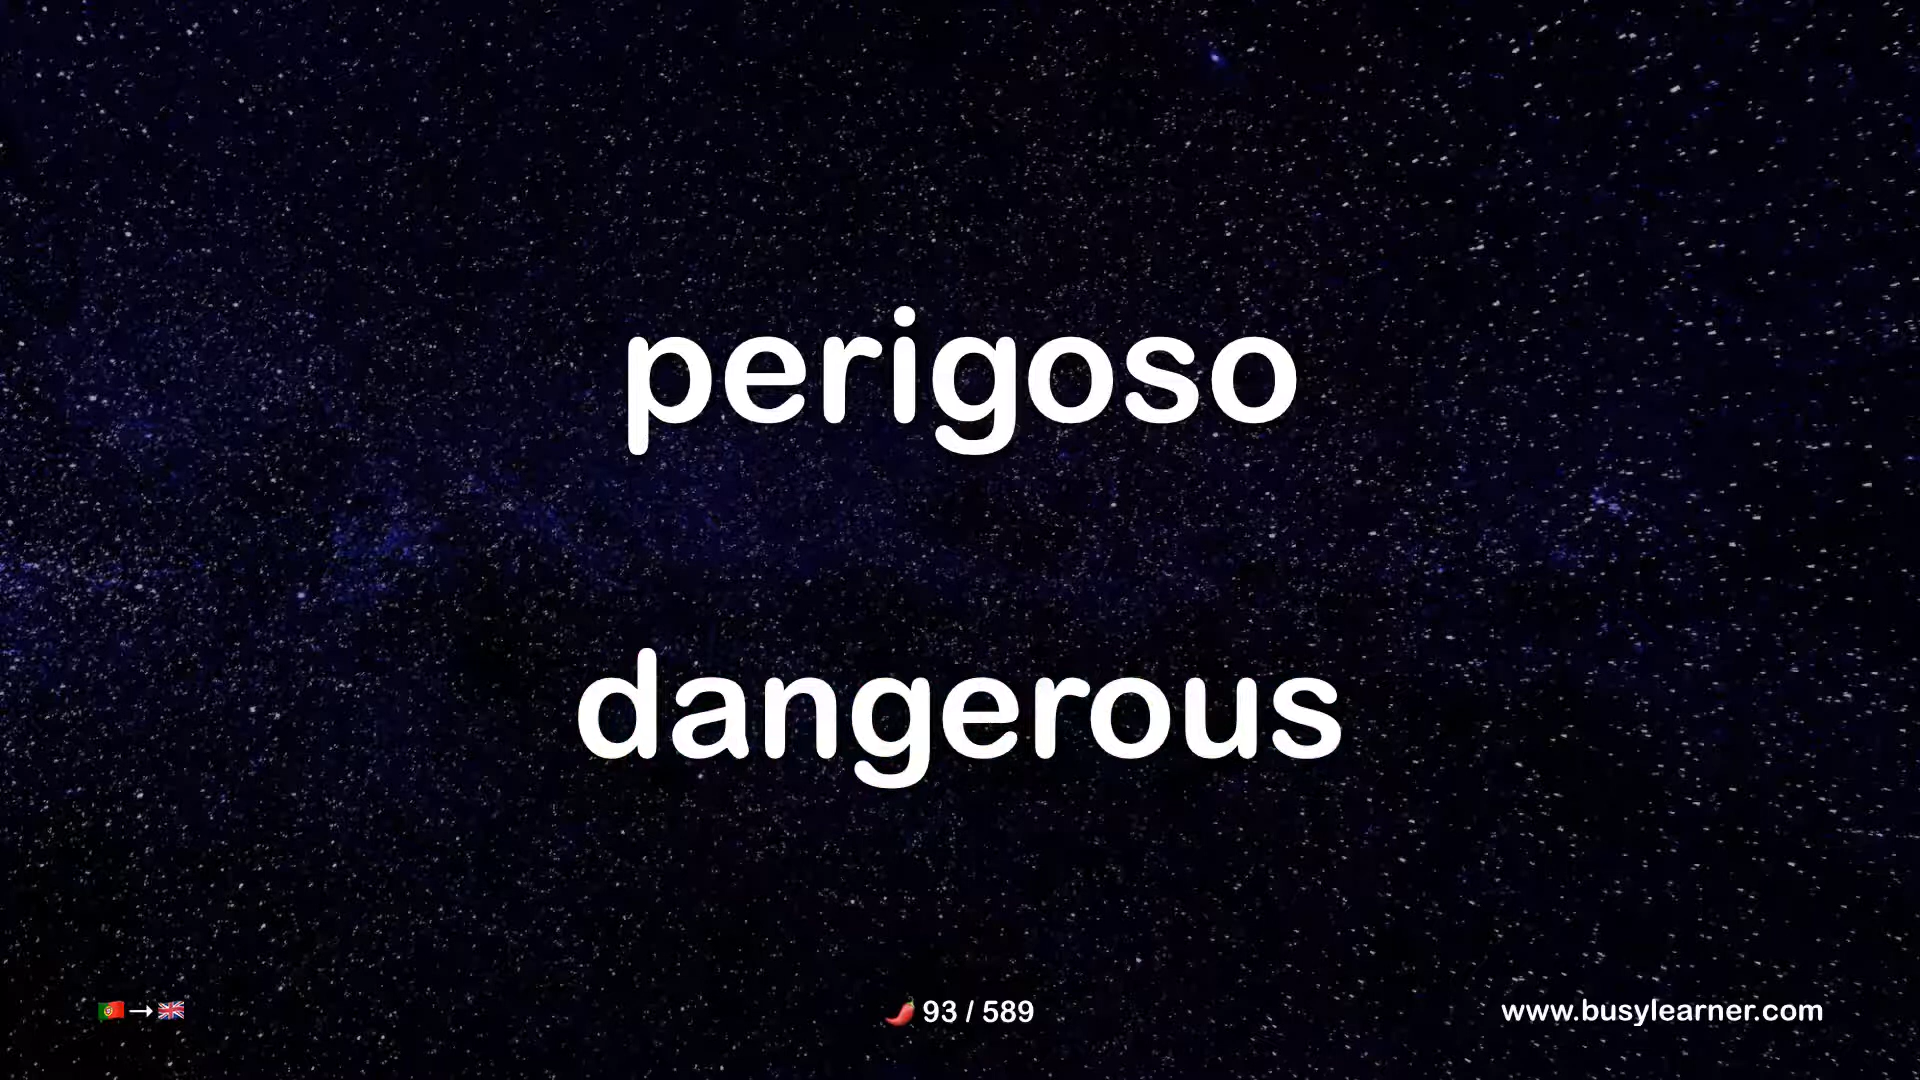 perigoso
dangerous
🇵🇹→🇬🇧 🌶️ 93 / 589 www.busylearner.com